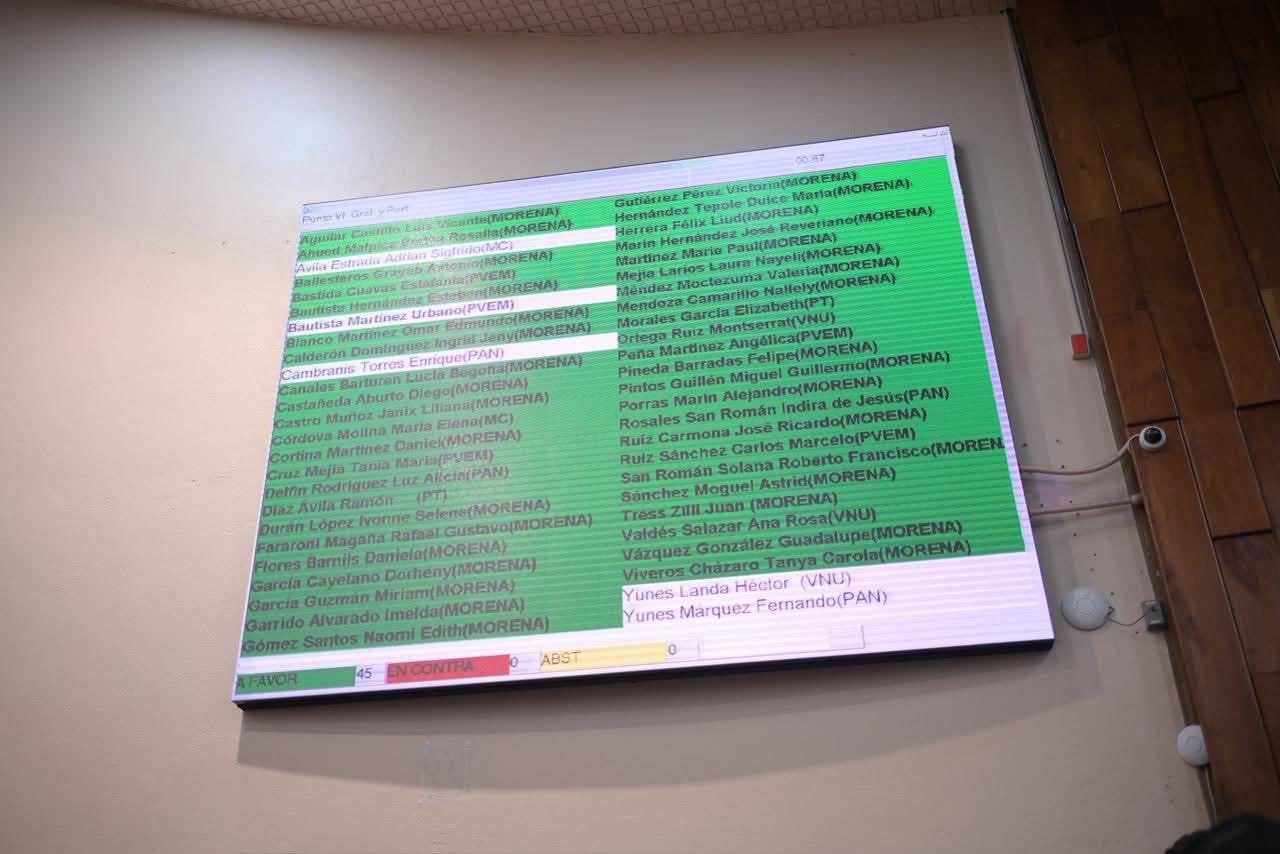 Punto VI Gral. y Part
00:57
Aguilar Castillo Luis Vicente(MORENA)
Ahued Malpica Rosalía(MORENA)
Avila Estrada Adrian Sigfrido(MC)
Ballesteros Grayeb Antonio(MORENA)
Bastida Cuevas Estefanía(PVEM)
Bautista Hernández Esteban(MORENA)
Bautista Martínez Urbano(PVEM)
Blanco Martínez Omar Edmundo(MORENA)
Calderón Domínguez Ingrid Jeny(MORENA)
Cambranis Torres Enrique(PAN)
Canales Barturen Lucía Begoña(MORENA)
Castañeda Aburto Diego(MORENA)
Castro Muñoz Janix Liliana(MORENA)
Córdova Molina María Elena(MC)
Cortina Martínez Daniel(MORENA)
Cruz Mejía Tania María(PVEM)
Delfín Rodríguez Luz Alicia(PAN)
Díaz Ávila Ramón (PT)
Durán López Ivonne Selene(MORENA)
Fararoni Magaña Rafael Gustavo(MORENA)
Flores Barnils Daniela(MORENA)
García Cayetano Dorheny(MORENA)
García Guzmán Miriam(MORENA)
Garrido Alvarado Imelda(MORENA)
Gómez Santos Naomi Edith(MORENA)
Gutiérrez Pérez Victoria(MORENA)
Hernández Tepole Dulce María(MORENA)
Herrera Félix Liud(MORENA)
Marin Hernández José Reveriano(MORENA)
Martínez Marie Paul(MORENA)
Mejía Larios Laura Nayeli(MORENA)
Méndez Moctezuma Valeria(MORENA)
Mendoza Camarillo Nallely(MORENA)
Morales García Elizabeth(PT)
Ortega Ruiz Montserrat(VNU)
Peña Martínez Angélica(PVEM)
Pineda Barradas Felipe(MORENA)
Pintos Guillén Miguel Guillermo(MORENA)
Porras Marín Alejandro(MORENA)
Rosales San Román Indira de Jesús(PAN)
Ruíz Carmona José Ricardo(MORENA)
Ruiz Sánchez Carlos Marcelo(PVEM)
San Román Solana Roberto Francisco(MOREN
Sánchez Moguel Astrid(MORENA)
Tress Zilli Juan (MORENA)
Valdés Salazar Ana Rosa(VNU)
Vázquez González Guadalupe(MORENA)
Viveros Cházaro Tanya Carola(MORENA)
Yunes Landa Héctor (VNU)
Yunes Márquez Fernando(PAN)
A FAVOR 45 EN CONTRA 0 ABST 0